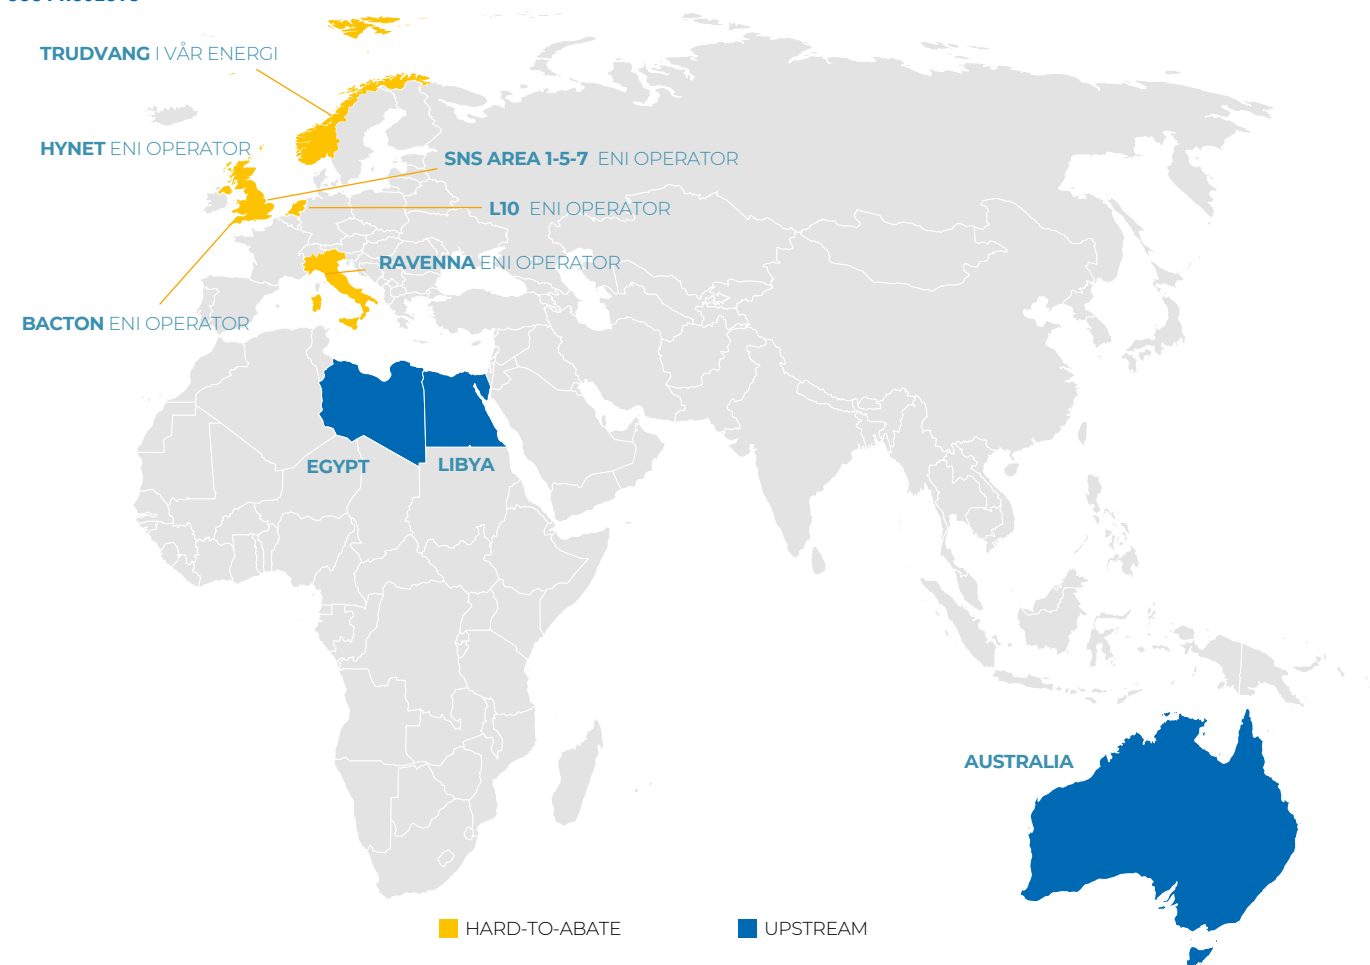 TRUDVANG I VÅR ENERGI
HYNET ENI OPERATOR
SNS AREA 1-5-7 ENI OPERATOR
L10 ENI OPERATOR
RAVENNA ENI OPERATOR
BACTON ENI OPERATOR
EGYPT
LIBYA
AUSTRALIA
HARD-TO-ABATE
UPSTREAM